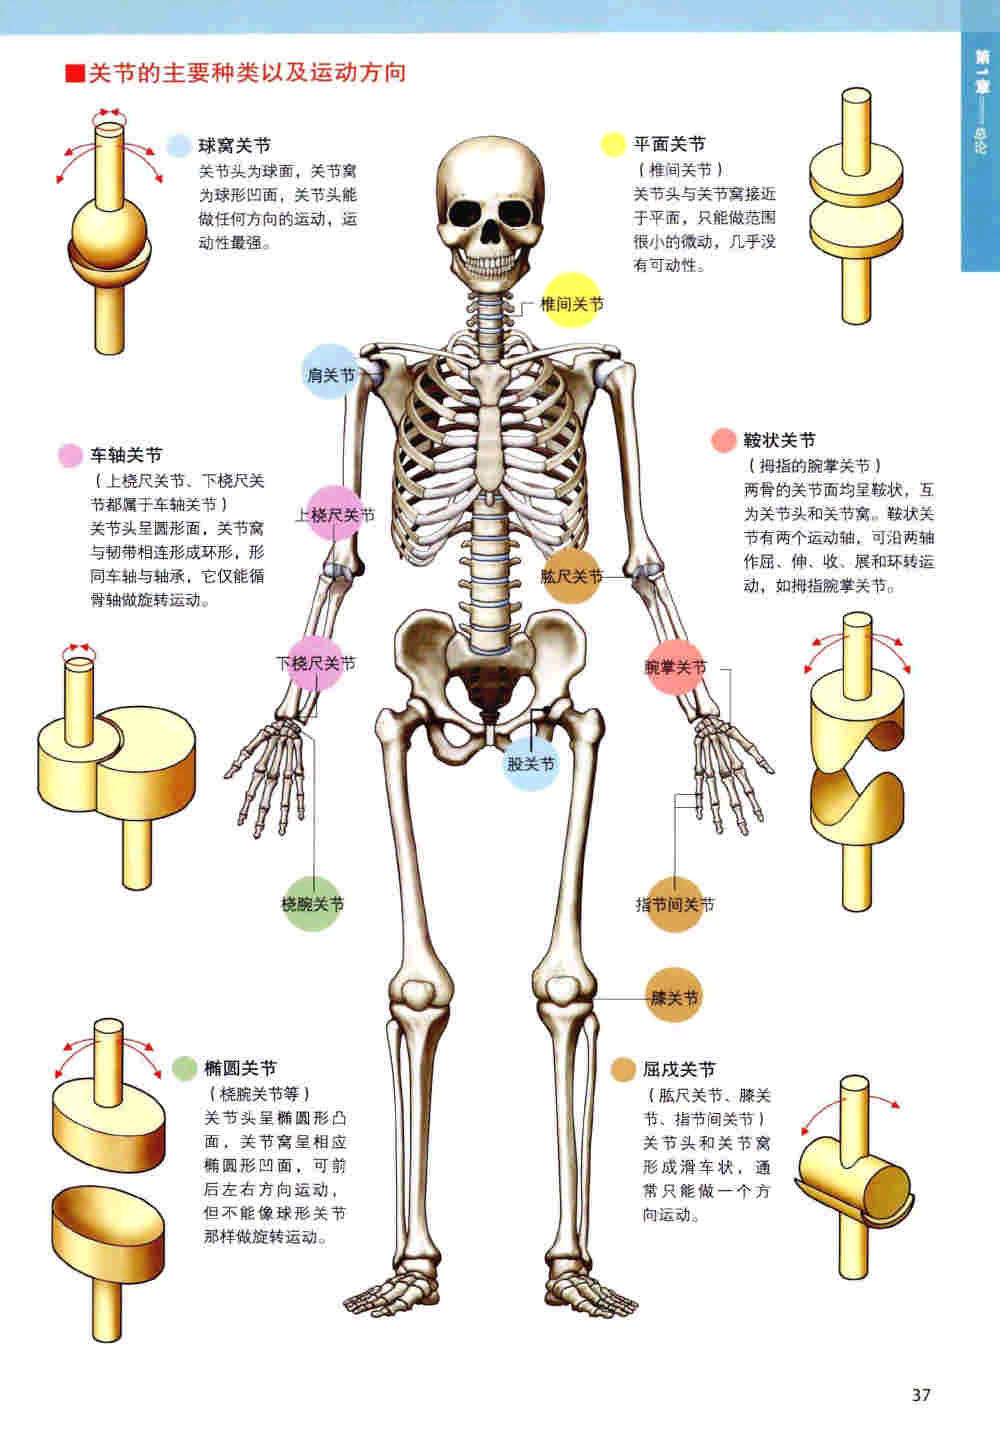 第1章——总论
■关节的主要种类以及运动方向
球窝关节
关节头为球面，关节窝
为球形凹面，关节头能
做任何方向的运动，运
动性最强。
平面关节
（椎间关节）
关节头与关节窝接近
于平面，只能做范围
很小的微动，几乎没
有可动性。
椎间关节
肩关节
车轴关节
（上桡尺关节、下桡尺关
节都属于车轴关节）
关节头呈圆形面，关节窝
与韧带相连形成环形，形
同车轴与轴承，它仅能循
骨轴做旋转运动。
鞍状关节
（拇指的腕掌关节）
两骨的关节面均呈鞍状，互
为关节头和关节窝。鞍状关
节有两个运动轴，可沿两轴
作屈、伸、收、展和环转运
动，如拇指腕掌关节。
上桡尺关节
肱尺关节
下桡尺关节
腕掌关节
股关节
桡腕关节
指节间关节
膝关节
椭圆关节
（桡腕关节等）
关节头呈椭圆形凸
面，关节窝呈相应
椭圆形凹面，可前
后左右方向运动，
但不能像球形关节
那样做旋转运动。
屈戌关节
（肱尺关节、膝关
节、指节间关节）
关节头和关节窝
形成滑车状，通
常只能做一个方
向运动。
37